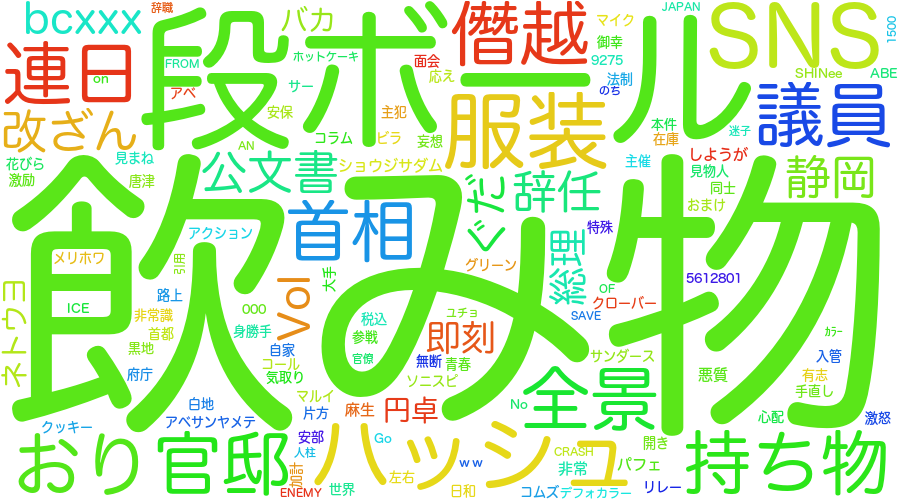 bcxxx
辞職
バカ
僭越
マイク
JAPAN
SNS
1500
連日
on
FROM
段ボール
ホットケーキ
面会
御幸
9275
応え
サー
法制
SHINee
ABE
アベ
安保
主犯
のち
服装
議員
改ざん
AN
コラム
ビラ
妄想
本件
在庫
迷子
花びら
激励
見まね
唐津
公文書
ショウジサダム
ぐだ
辞任
主催
しようが
見物人
同士
おまけ
静岡
飲み物
首相
総理
特殊
アクション
メリホワ
引用
Vol
大手
グリーン
5612801
ICE
路上
000
OF
クローバー
SAVE
ネトウヨ
非常識
首都
身勝手
税込
参戦
ユチョ
即刻
ｶﾗｰ
黒地
自家
コール
気取り
官僚
無断
青春
サンダース
入管
府庁
マルイ
ソニスピ
全景
悪質
有志
手直し
白地
片方
麻生
円卓
No
心配
激怒
クッキー
アベサンヤメテ
安部
人柱
Go
ハッシュ
CRASH
開き
おり
官邸
加計
左右
ｗｗ
非常
パフェ
持ち物
ENEMY
世界
日和
コムズ
デフォカラー
リレー